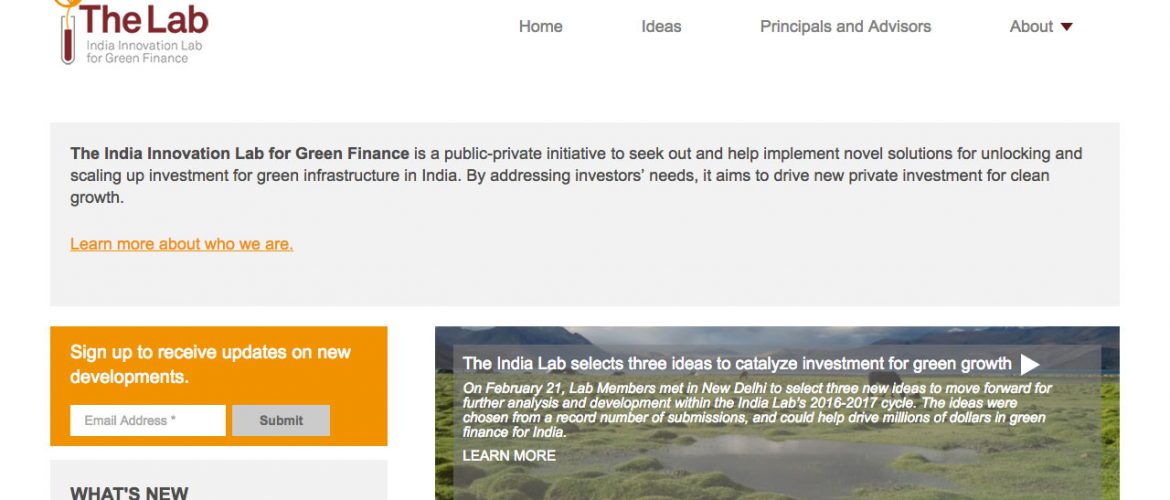 The Lab
India Innovation Lab
for Green Finance
Home
Ideas
Principals and Advisors
About
The India Innovation Lab for Green Finance is a public-private initiative to seek out and help implement novel solutions for unlocking and
scaling up investment for green infrastructure in India. By addressing investors’ needs, it aims to drive new private investment for clean
growth.
Learn more about who we are.
Sign up to receive updates on new
developments.
Email Address *
Submit
The India Lab selects three ideas to catalyze investment for green growth
On February 21, Lab Members met in New Delhi to select three new ideas to move forward for
further analysis and development within the India Lab's 2016-2017 cycle. The ideas were
chosen from a record number of submissions, and could help drive millions of dollars in green
finance for India.
LEARN MORE
WHAT'S NEW